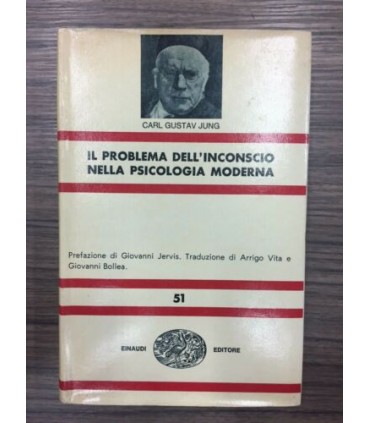 CARL GUSTAV JUNG
IL PROBLEMA DELL'INCONSCIO
NELLA PSICOLOGIA MODERNA
Prefazione di Giovanni Jervis. Traduzione di Arrigo Vita e
Giovanni Bollea.
51
EINAUDI EDITORE